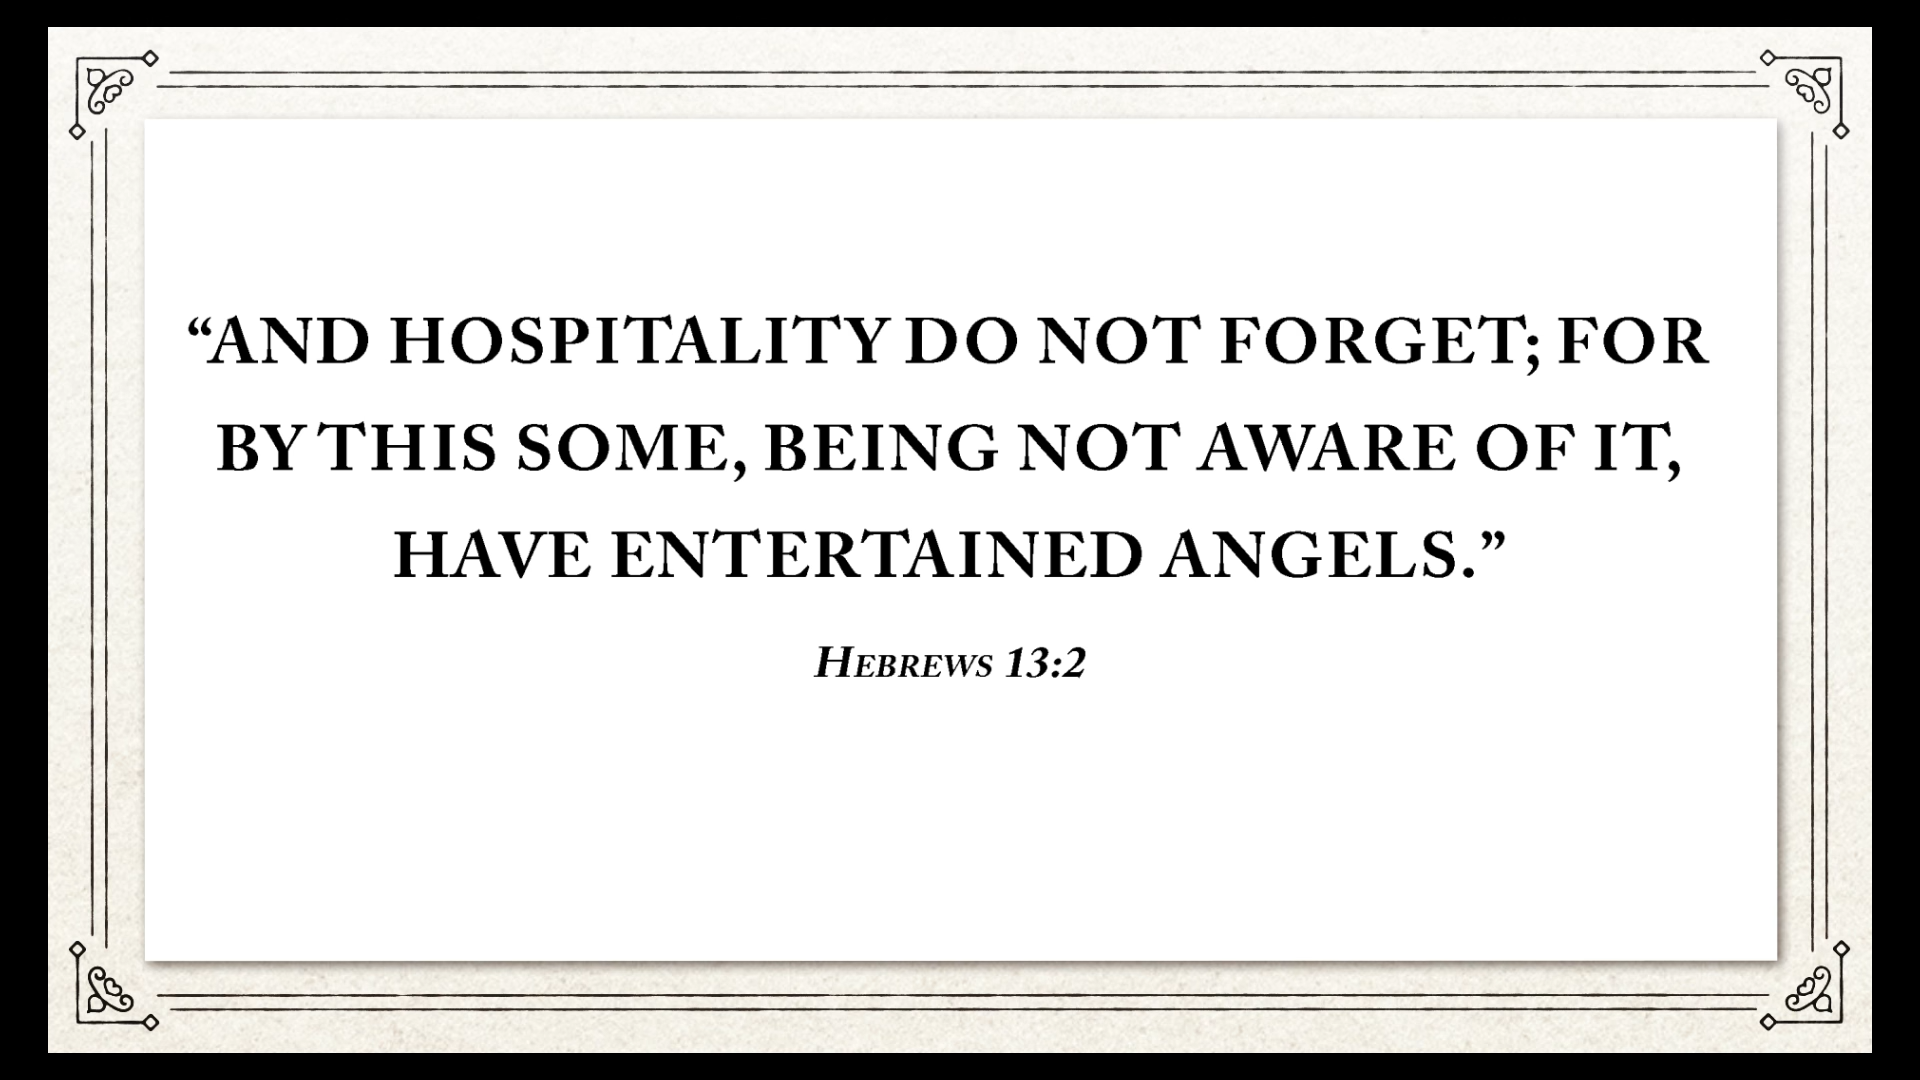 “AND HOSPITALITY DO NOT FORGET; FOR
BY THIS SOME, BEING NOT AWARE OF IT,
HAVE ENTERTAINED ANGELS.”
HEBREWS 13:2